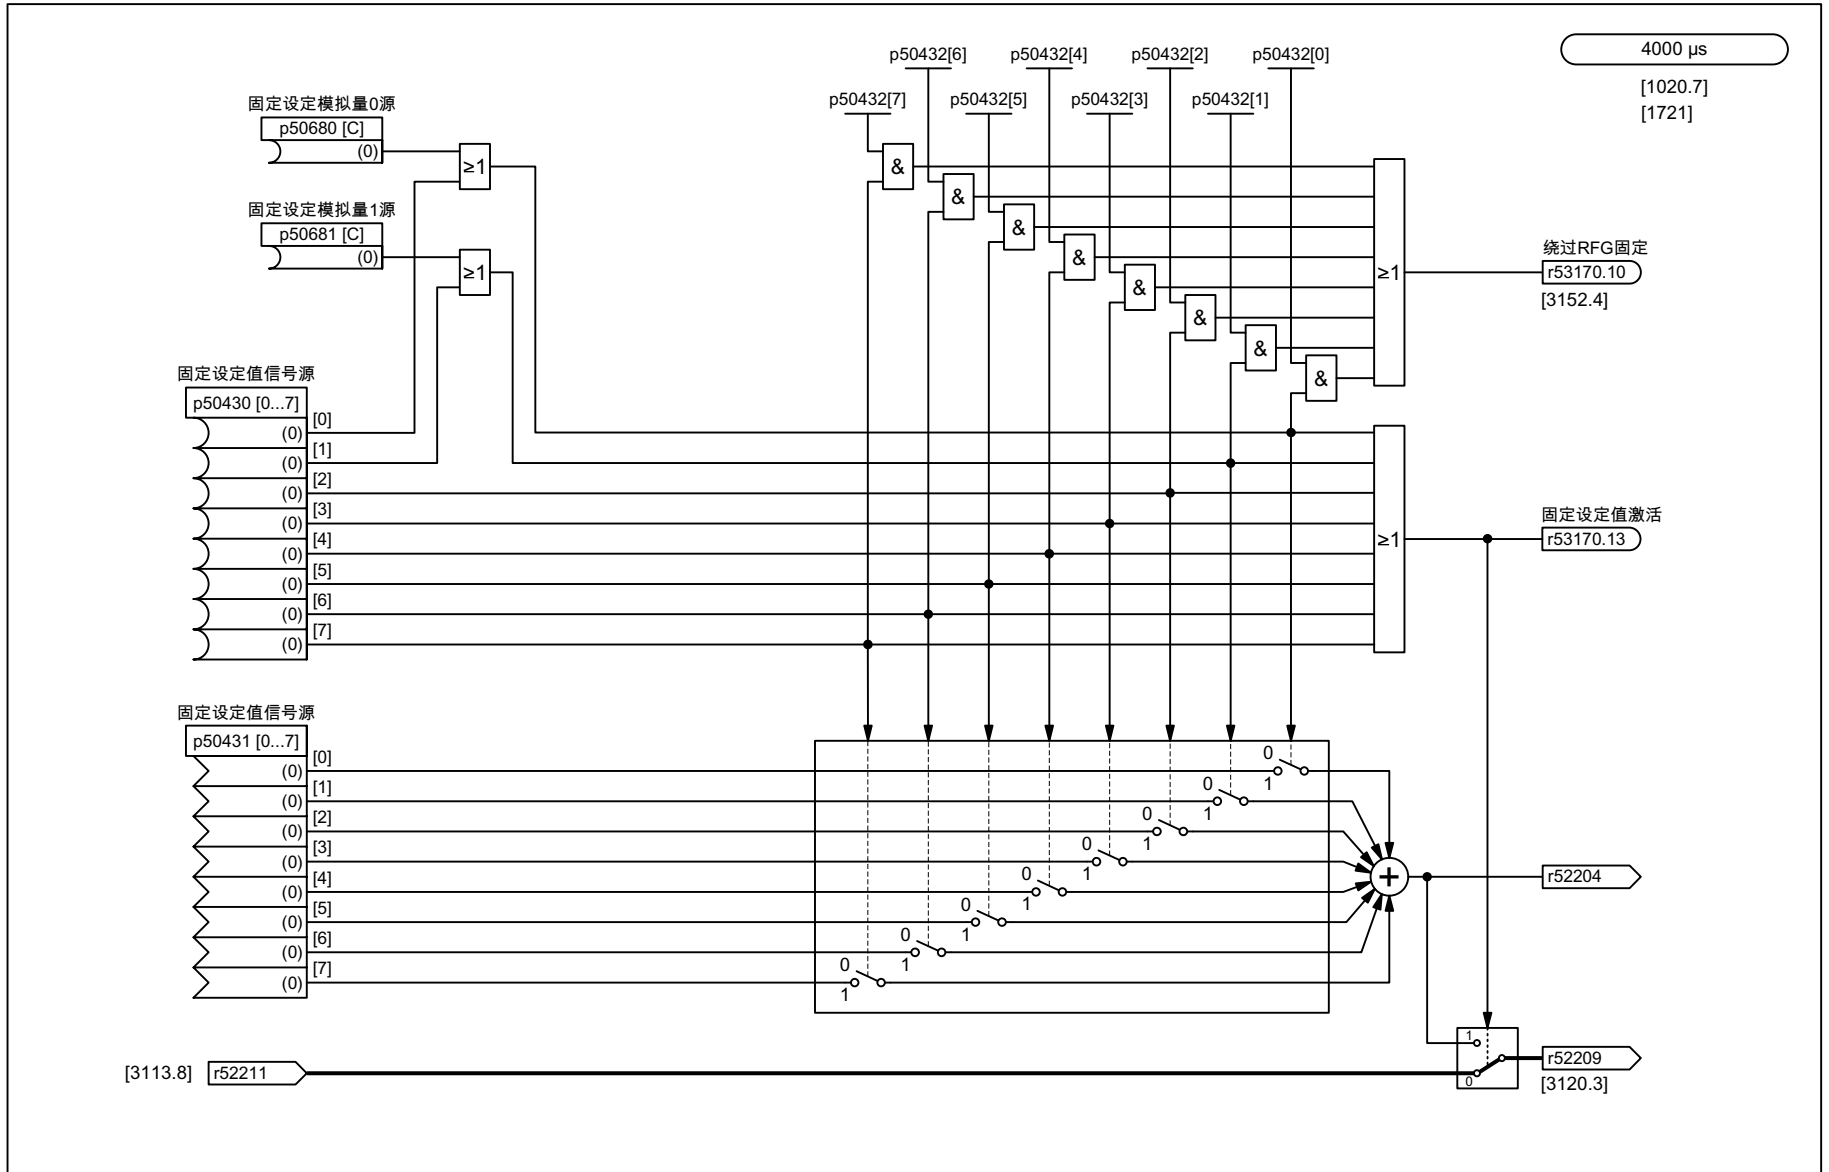 p50432[6]
p50432[4]
p50432[2]
p50432[0]
4000 µs
p50432[7]
p50432[5]
p50432[3]
p50432[1]
[1020.7]
[1721]
固定设定模拟量0源
p50680 [C]
(0)
≥1
固定设定模拟量1源
p50681 [C]
(0)
≥1
&
&
&
&
&
&
&
&
≥1
绕过RFG固定
r53170.10
[3152.4]
固定设定值信号源
p50430 [0...7]
(0)
[0]
(0)
[1]
(0)
[2]
(0)
[3]
(0)
[4]
(0)
[5]
(0)
[6]
(0)
[7]
≥1
固定设定值激活
r53170.13
固定设定值信号源
p50431 [0...7]
(0)
[0]
(0)
[1]
(0)
[2]
(0)
[3]
(0)
[4]
(0)
[5]
(0)
[6]
(0)
[7]
0
1
0
1
0
1
0
1
0
1
0
1
0
1
0
1
+
r52204
[3113.8]
r52211
1
0
r52209
[3120.3]